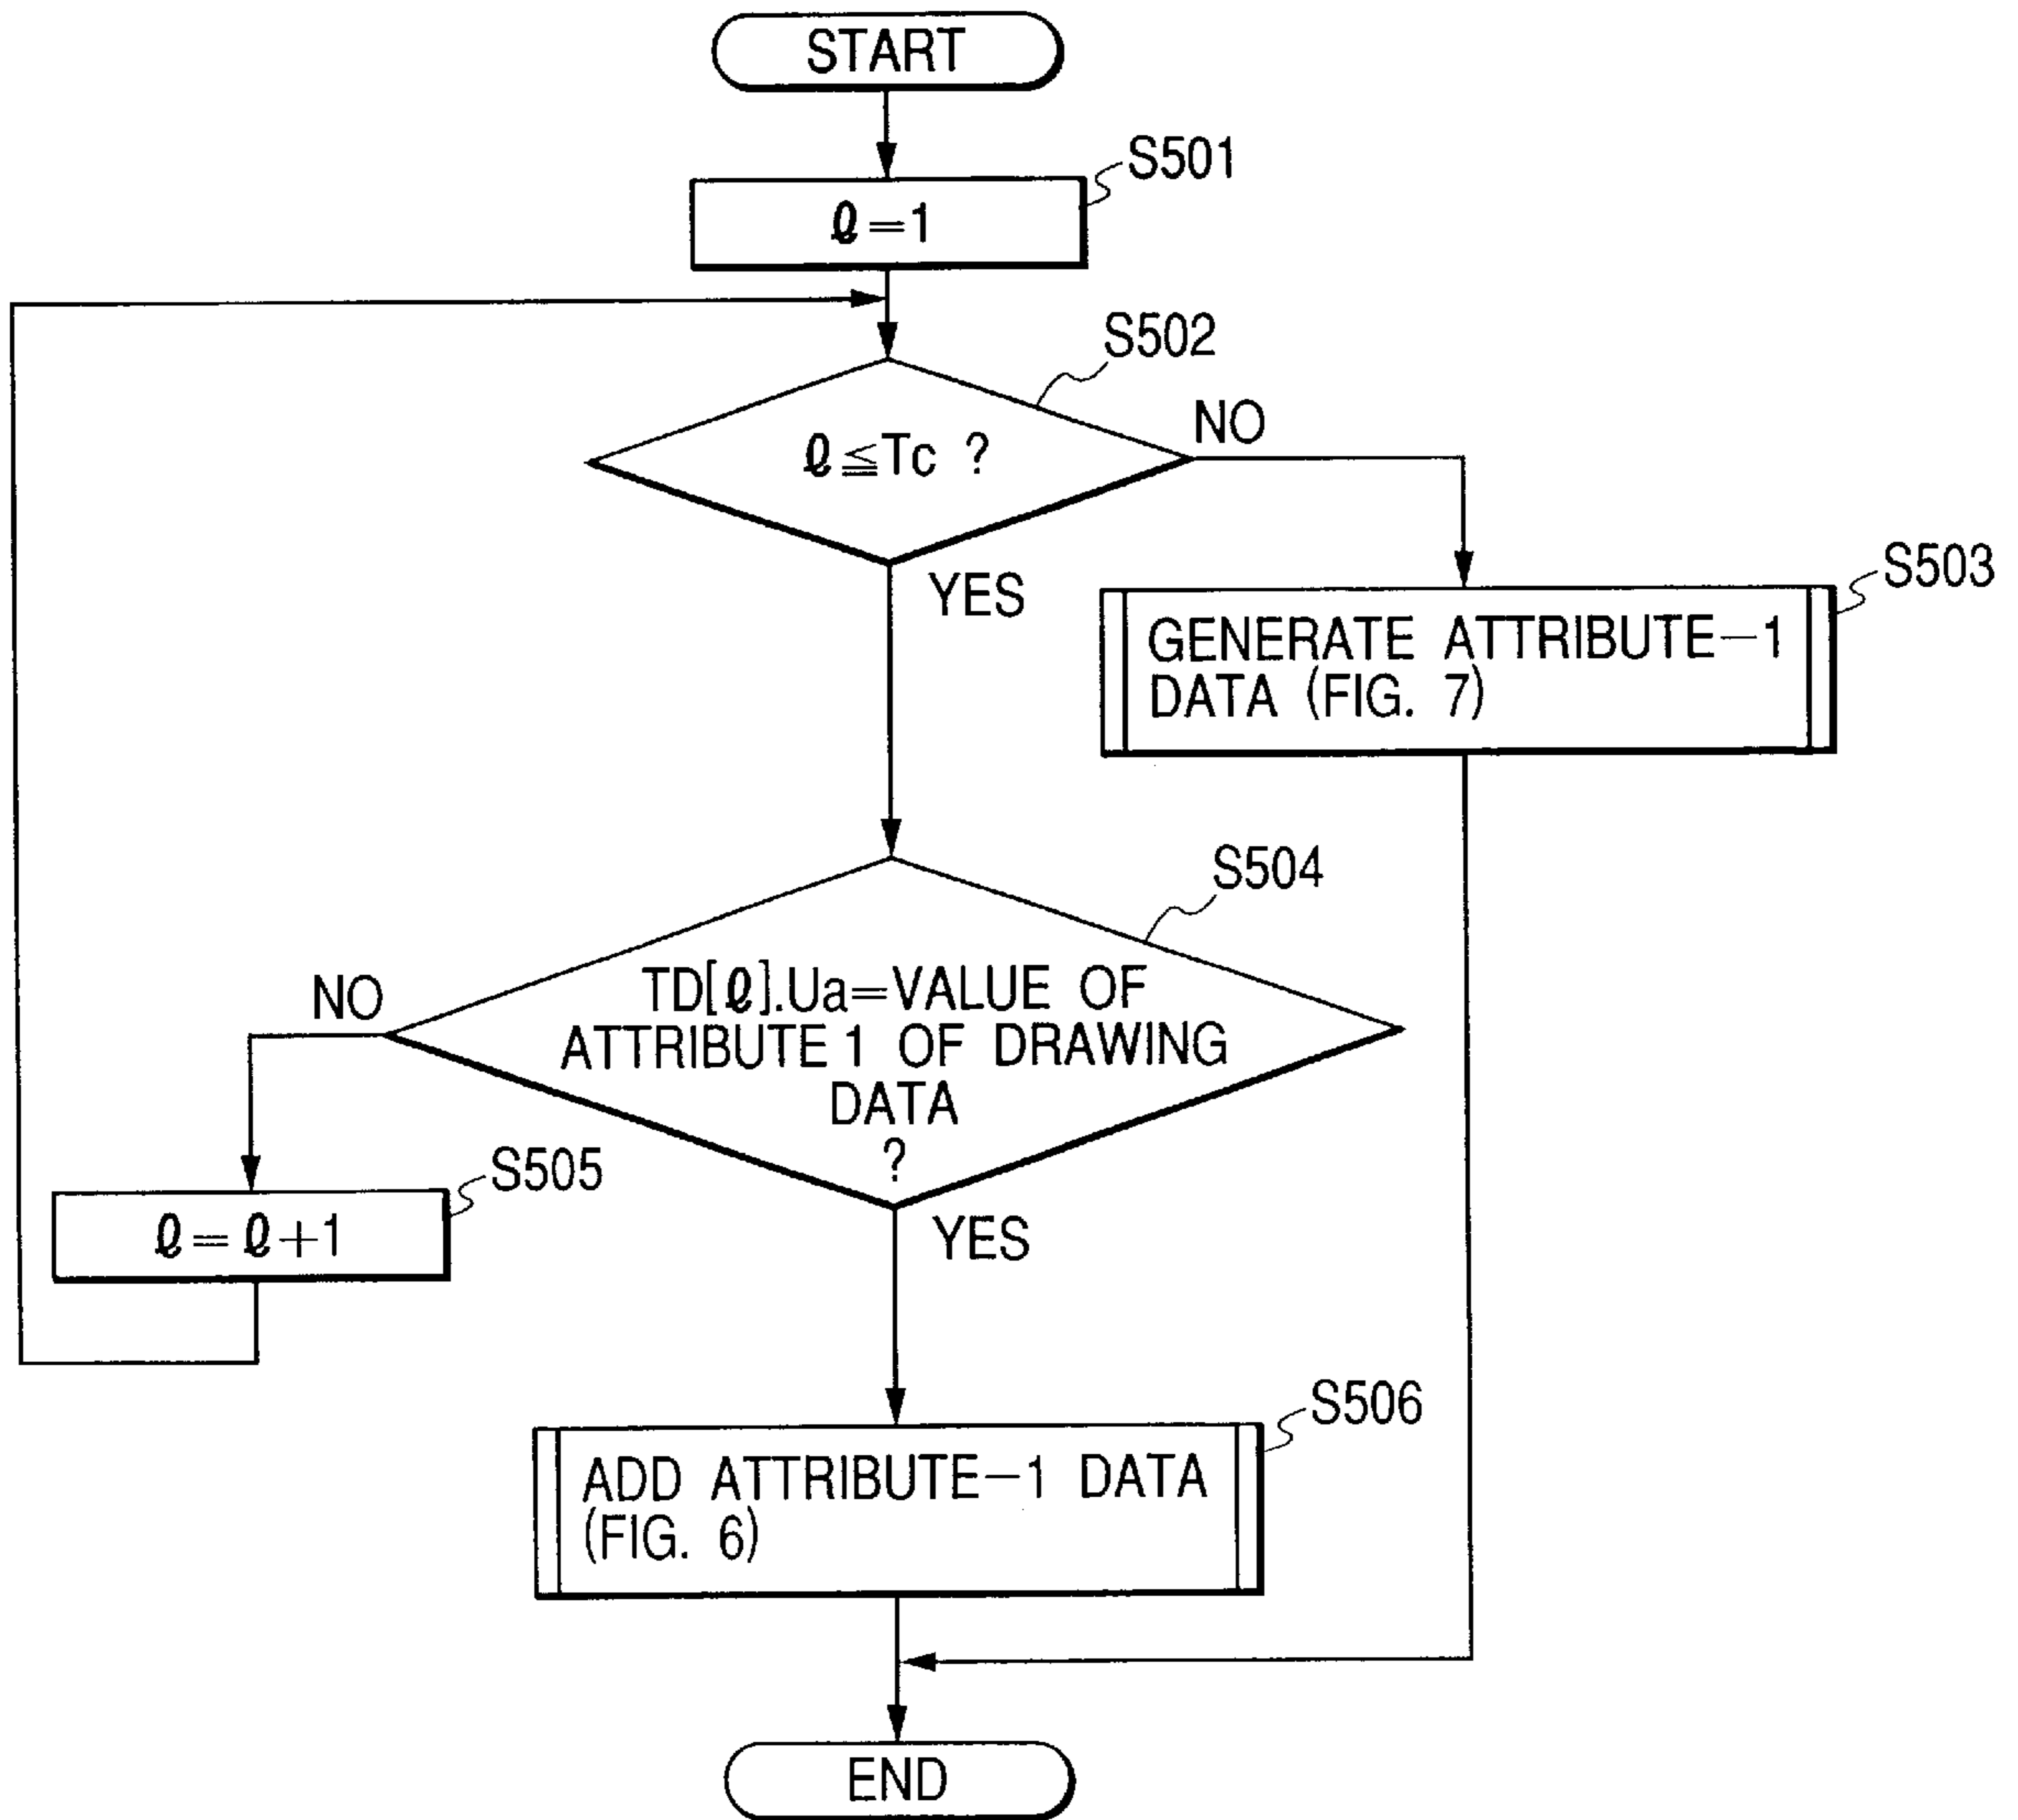 START
S501
ℓ=1
S502
ℓ≦Tc ?
NO
YES
S503
GENERATE ATTRIBUTE-1
DATA (FIG. 7)
S504
NO
TD[ℓ].Ua=VALUE OF
ATTRIBUTE 1 OF DRAWING
DATA
?
S505
ℓ=ℓ+1
YES
S506
ADD ATTRIBUTE-1 DATA
(FIG. 6)
END